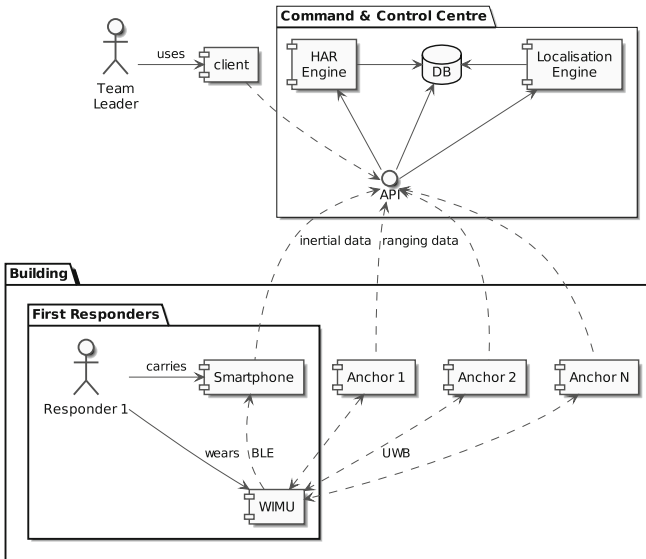 Command & Control Centre
uses
client
HAR
Engine
DB
Localisation
Engine
Team
Leader
API
inertial data
ranging data
Building
First Responders
carries
Smartphone
Anchor 1
Anchor 2
Anchor N
Responder 1
wears
BLE
UWB
WIMU